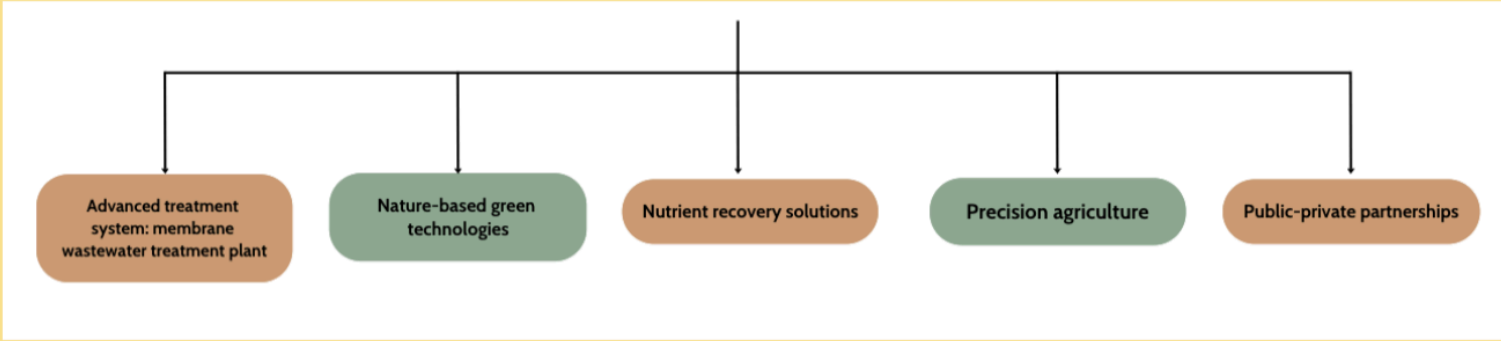 Advanced treatment
system: membrane
wastewater treatment plant
Nature-based green
technologies
Nutrient recovery solutions
Precision agriculture
Public-private partnerships